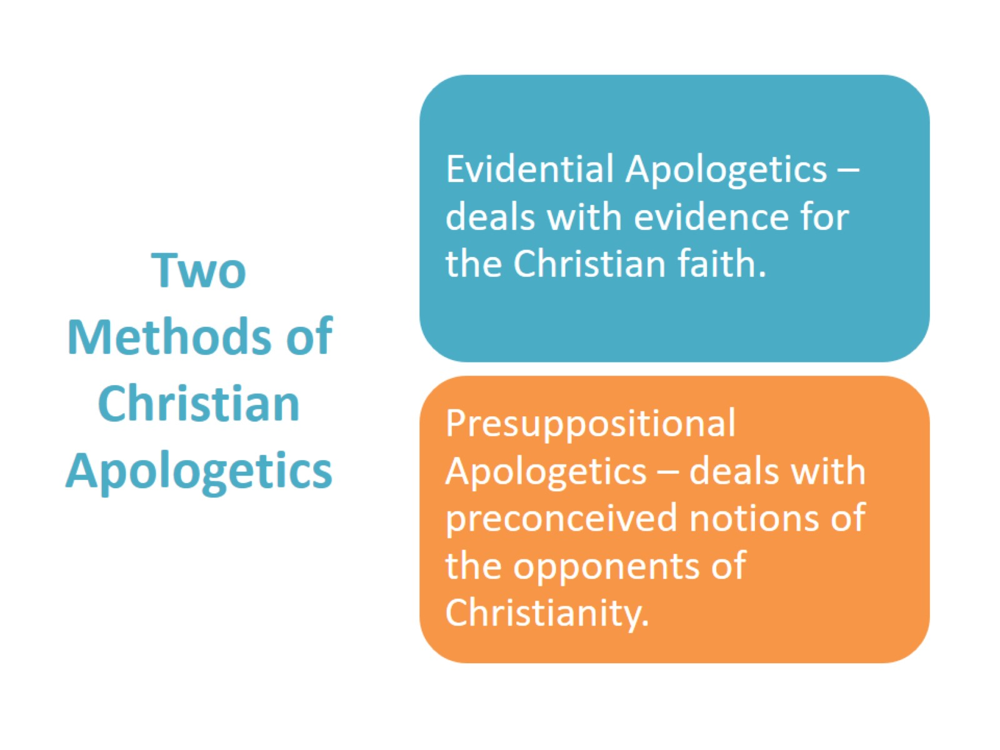 Two
Methods of
Christian
Apologetics
Evidential Apologetics –
deals with evidence for
the Christian faith.
Presuppositional
Apologetics – deals with
preconceived notions of
the opponents of
Christianity.